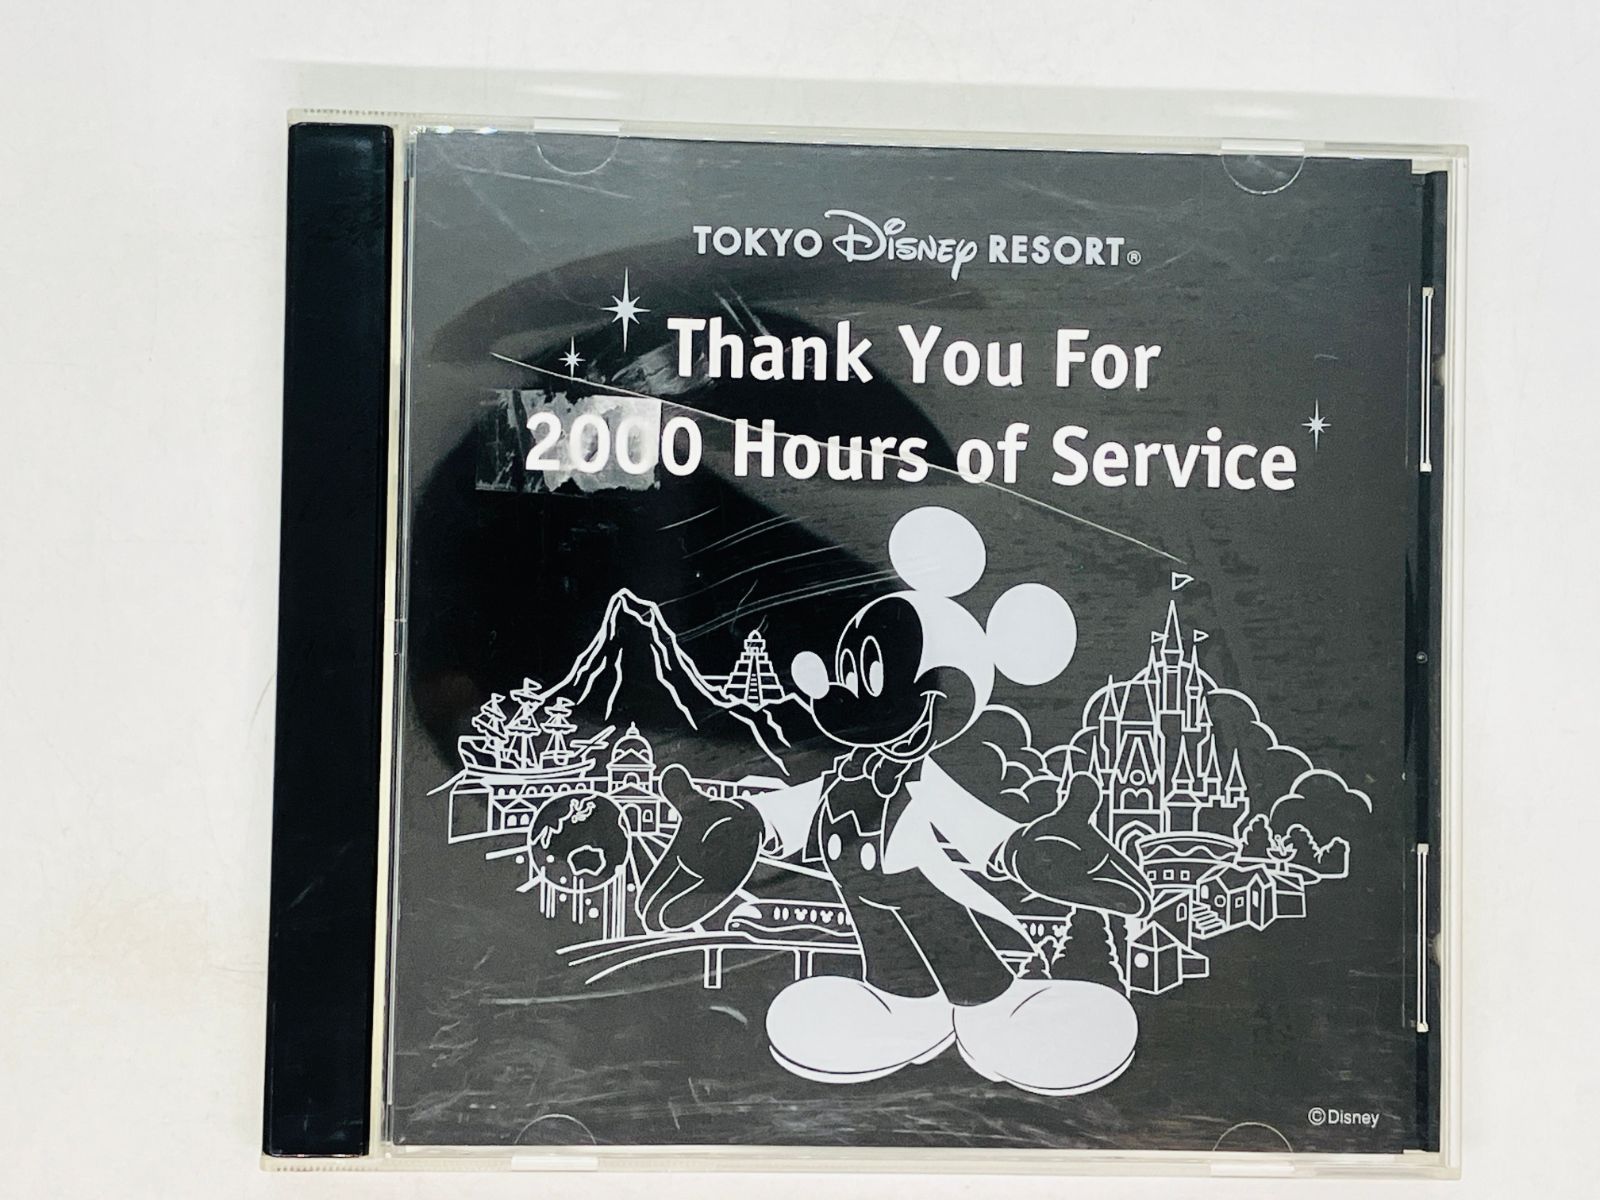 TOKYO Disney RESORT®
Thank You For
2000 Hours of Service
©Disney